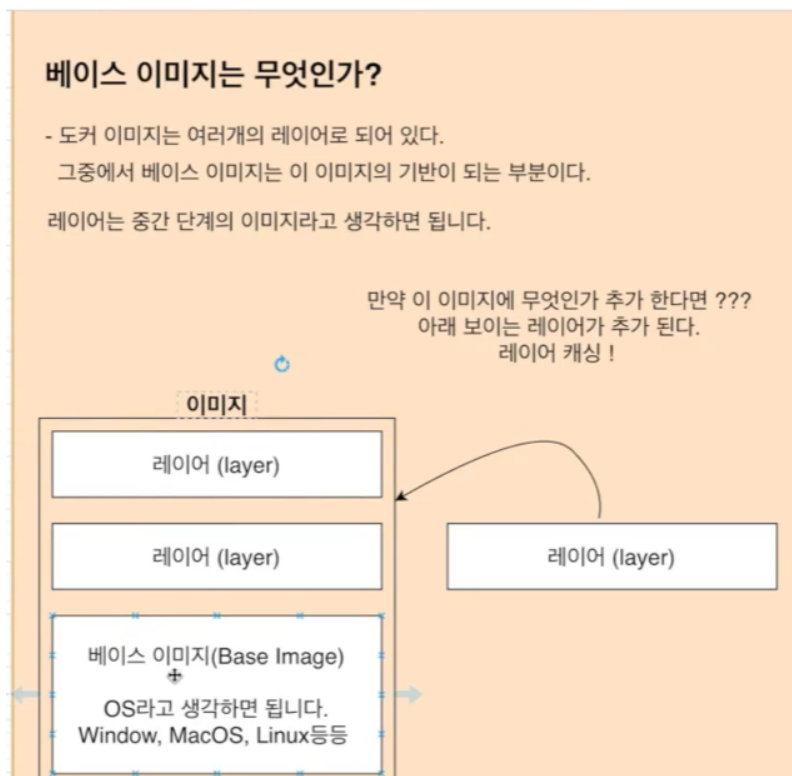 베이스 이미지는 무엇인가?
- 도커 이미지는 여러개의 레이어로 되어 있다.
그중에서 베이스 이미지는 이 이미지의 기반이 되는 부분이다.
레이어는 중간 단계의 이미지라고 생각하면 됩니다.
만약 이 이미지에 무엇인가 추가 한다면 ???
아래 보이는 레이어가 추가 된다.
레이어 캐싱 !
이미지
레이어 (layer)
레이어 (layer)
레이어 (layer)
베이스 이미지(Base Image)
OS라고 생각하면 됩니다.
Window, MacOS, Linux등등